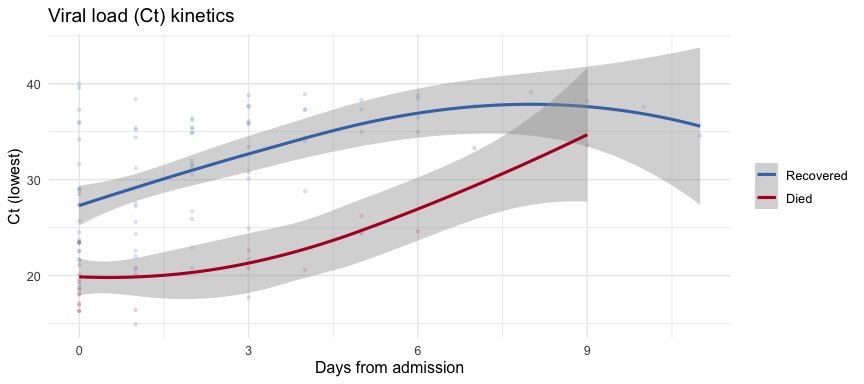 Viral load (Ct) kinetics
Ct (lowest)
40
30
20
0
3
6
9
Days from admission
Recovered
Died